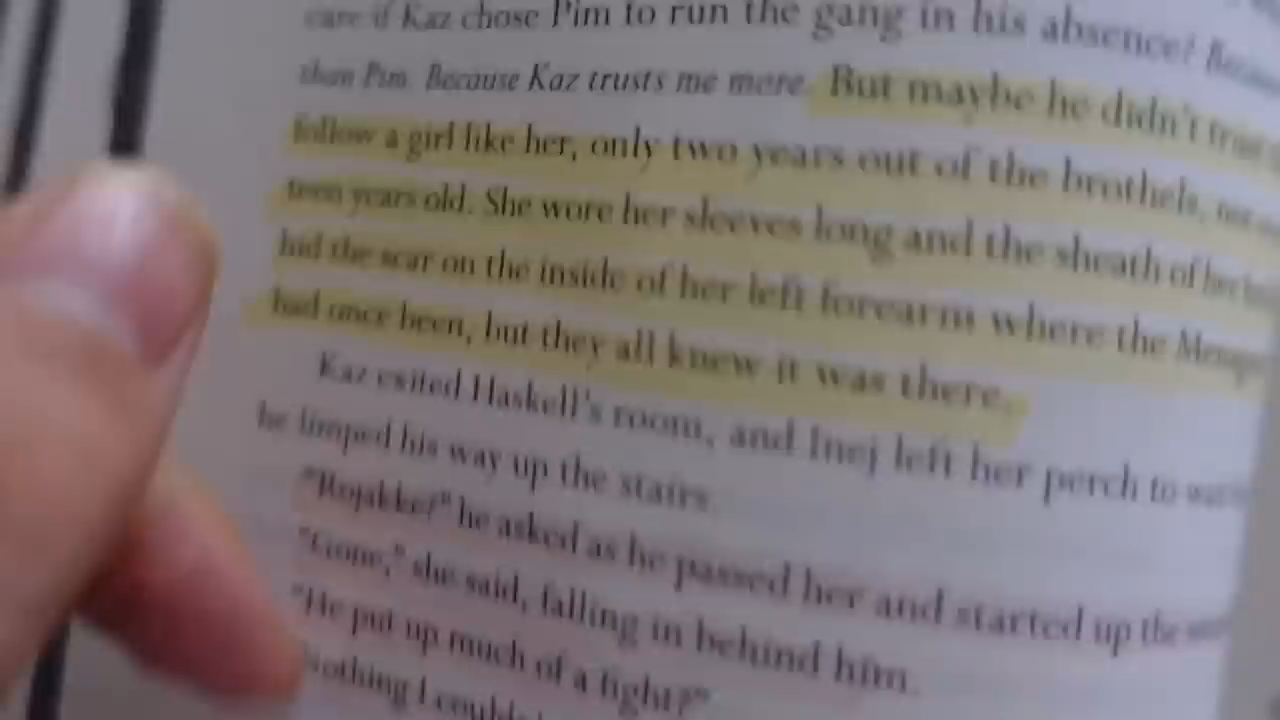 care if Kaz chose Pim to run the gang in his absence?
than Pim. Because Kaz trusts me more. But maybe he didn't
follow a girl like her, only two years out of the brothels, not
teen years old. She wore her sleeves long and the sheath of her
hid the scar on the inside of her left forearm where the
had once been, but they all knew it was there.
Kaz exited Haskell's room, and Inej left her perch to
he limped his way up the stairs.
"Rojakke?" he asked as he passed her and started up the
"Gone," she said, falling in behind him.
"He put up much of a fight?"
Nothing I